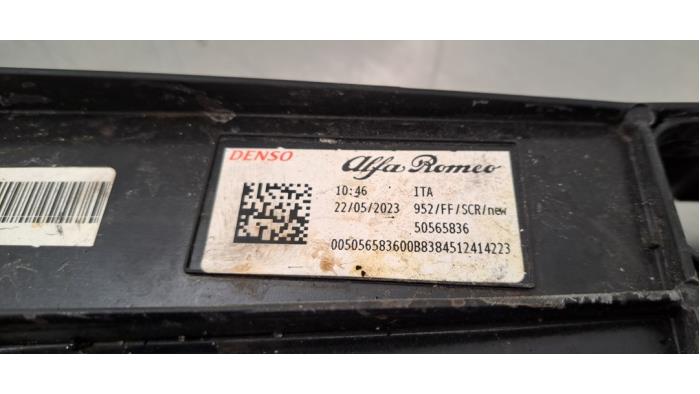 DENSO Alfa Romeo
10:46 ITA
22/05/2023 952/FF/SCR/new
50565836
005056583600B8384512414223